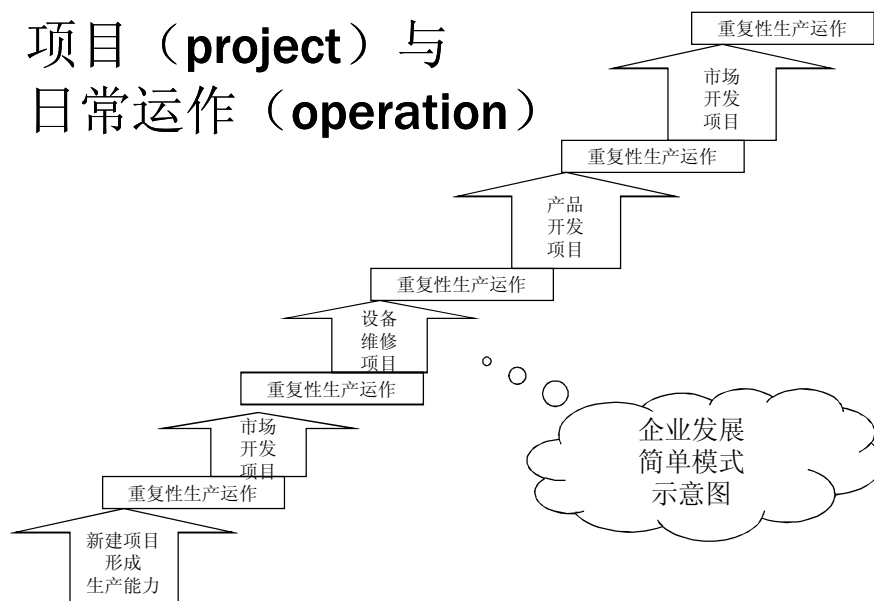 项目（project）与
日常运作（operation）
重复性生产运作
市场
开发
项目
重复性生产运作
产品
开发
项目
重复性生产运作
设备
维修
项目
重复性生产运作
市场
开发
项目
重复性生产运作
新建项目
形成
生产能力
企业发展
简单模式
示意图